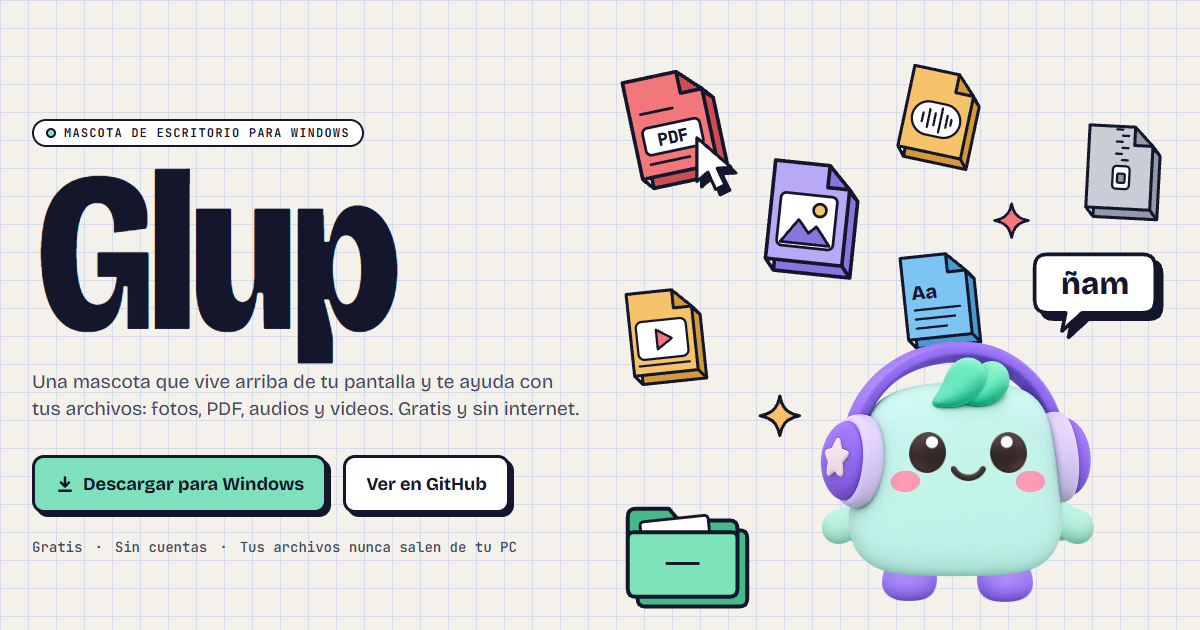 MASCOTA DE ESCRITORIO PARA WINDOWS
Glup
Una mascota que vive arriba de tu pantalla y te ayuda con
tus archivos: fotos, PDF, audios y videos. Gratis y sin internet.
Descargar para Windows
Ver en GitHub
Gratis · Sin cuentas · Tus archivos nunca salen de tu PC
PDF
Aa
ñam